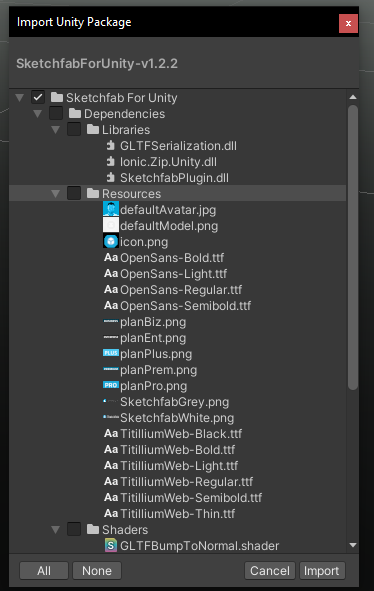 Import Unity Package
x
SketchfabForUnity-v1.2.2
Sketchfab For Unity
Dependencies
Libraries
GLTFSerialization.dll
Ionic.Zip.Unity.dll
SketchfabPlugin.dll
Resources
defaultAvatar.jpg
defaultModel.png
icon.png
Aa OpenSans-Bold.ttf
Aa OpenSans-Light.ttf
Aa OpenSans-Regular.ttf
Aa OpenSans-Semibold.ttf
planBiz.png
planEnt.png
PLUS planPlus.png
planPrem.png
PRO planPro.png
SketchfabGrey.png
SketchfabWhite.png
Aa TitilliumWeb-Black.ttf
Aa TitilliumWeb-Bold.ttf
Aa TitilliumWeb-Light.ttf
Aa TitilliumWeb-Regular.ttf
Aa TitilliumWeb-Semibold.ttf
Aa TitilliumWeb-Thin.ttf
Shaders
S GLTFBumpToNormal.shader
All None Cancel Import